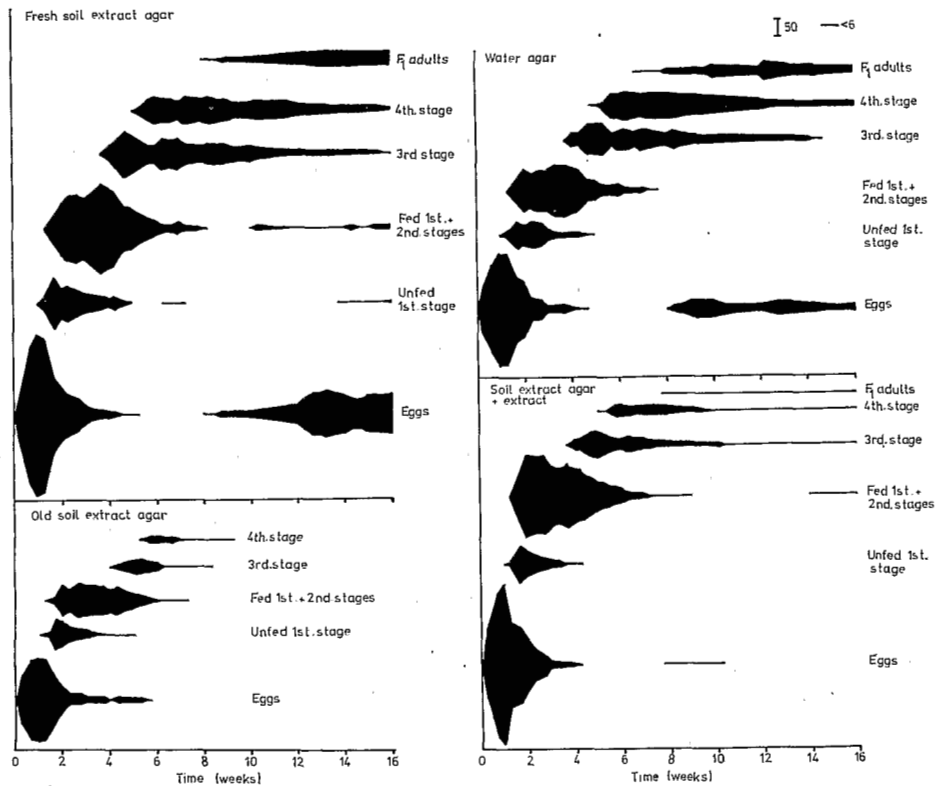 Fresh soil extract agar
F1 adults
4th. stage
3rd stage
Fed 1st. +
2nd. stages
Unfed
1st. stage
Eggs
Old soil extract agar
4th. stage
3rd. stage
Fed 1st. + 2nd. stages
Unfed 1st. stage
Eggs
0 2 4 6 8 10 12 14 16
Time (weeks)
50 <6
Water agar
F1 adults
4th. stage
3rd. stage
Fed 1st. +
2nd. stages
Unfed 1st.
stage
Eggs
Soil extract agar
+ extract
F1 adults
4th. stage
3rd. stage
Fed 1st. +
2nd. stages
Unfed 1st.
stage
Eggs
0 2 4 6 8 10 12 14 16
Time (weeks)